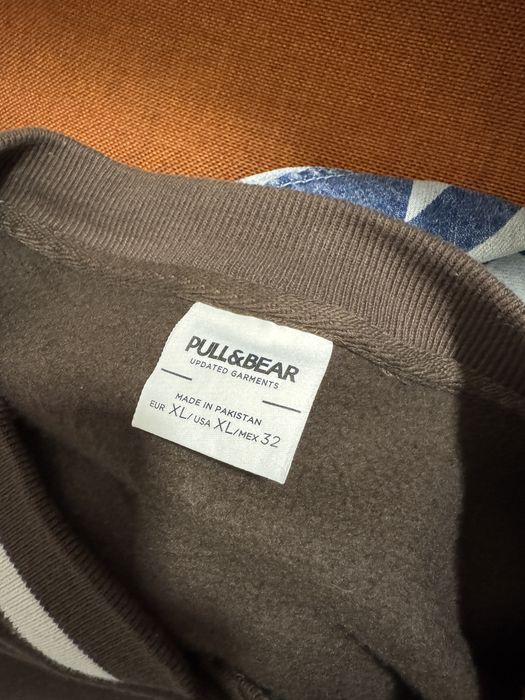 PULL&BEAR
UPDATED GARMENTS
MADE IN PAKISTAN
EUR XL/USA XL/MEX 32